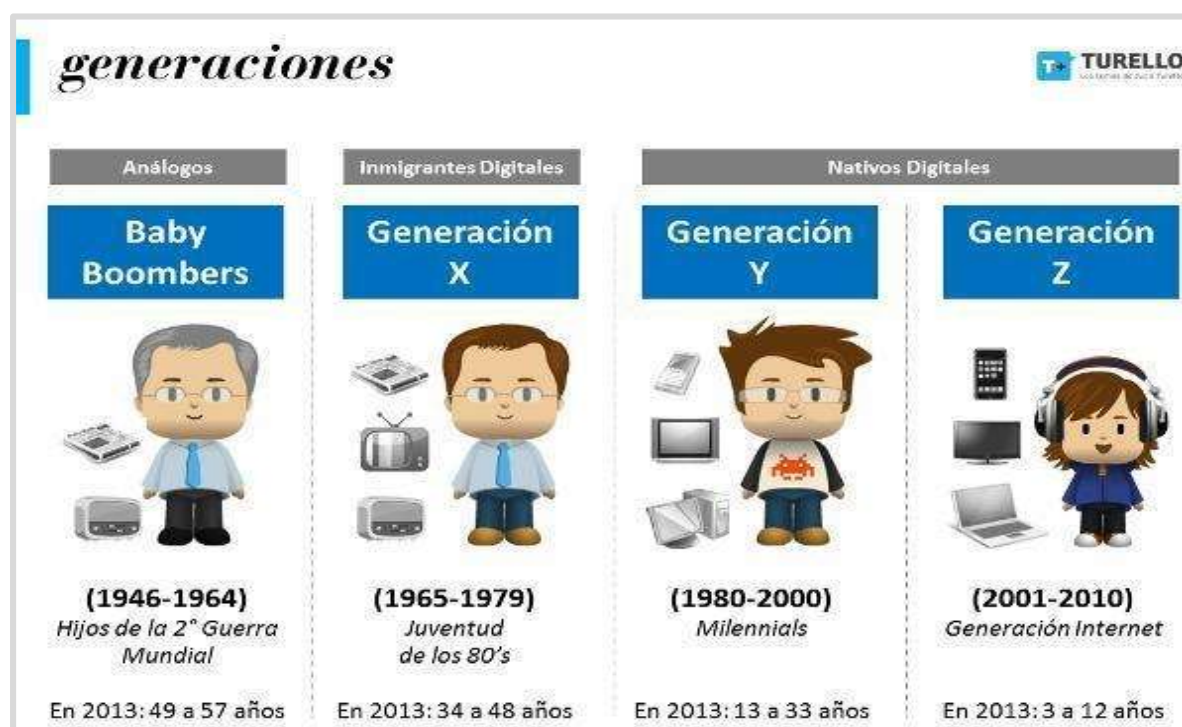 generaciones
T+ TURELLO
Análogos
Inmigrantes Digitales
Nativos Digitales
Baby
Boombers
Generación
X
Generación
Y
Generación
Z
(1946-1964)
Hijos de la 2° Guerra
Mundial
(1965-1979)
Juventud
de los 80's
(1980-2000)
Milennials
(2001-2010)
Generación Internet
En 2013: 49 a 57 años
En 2013: 34 a 48 años
En 2013: 13 a 33 años
En 2013: 3 a 12 años